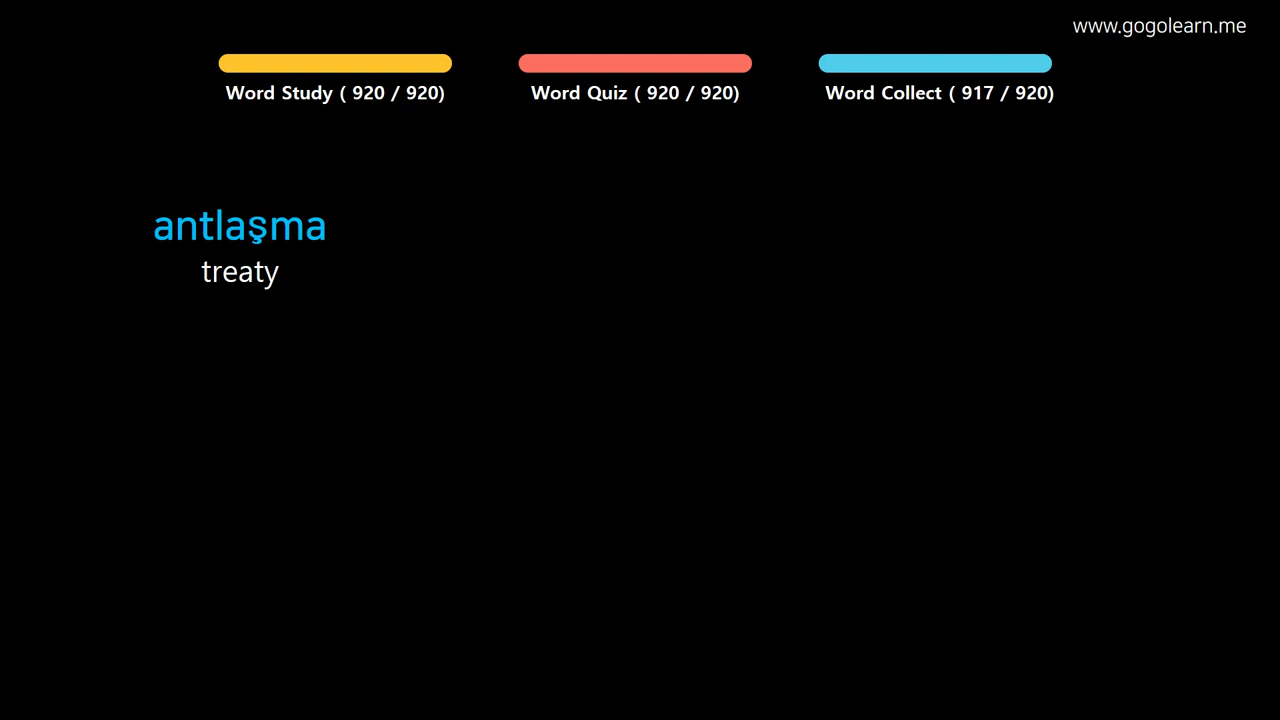 www.gogolearn.me
Word Study ( 920 / 920)
Word Quiz ( 920 / 920)
Word Collect ( 917 / 920)
antlaşma
treaty